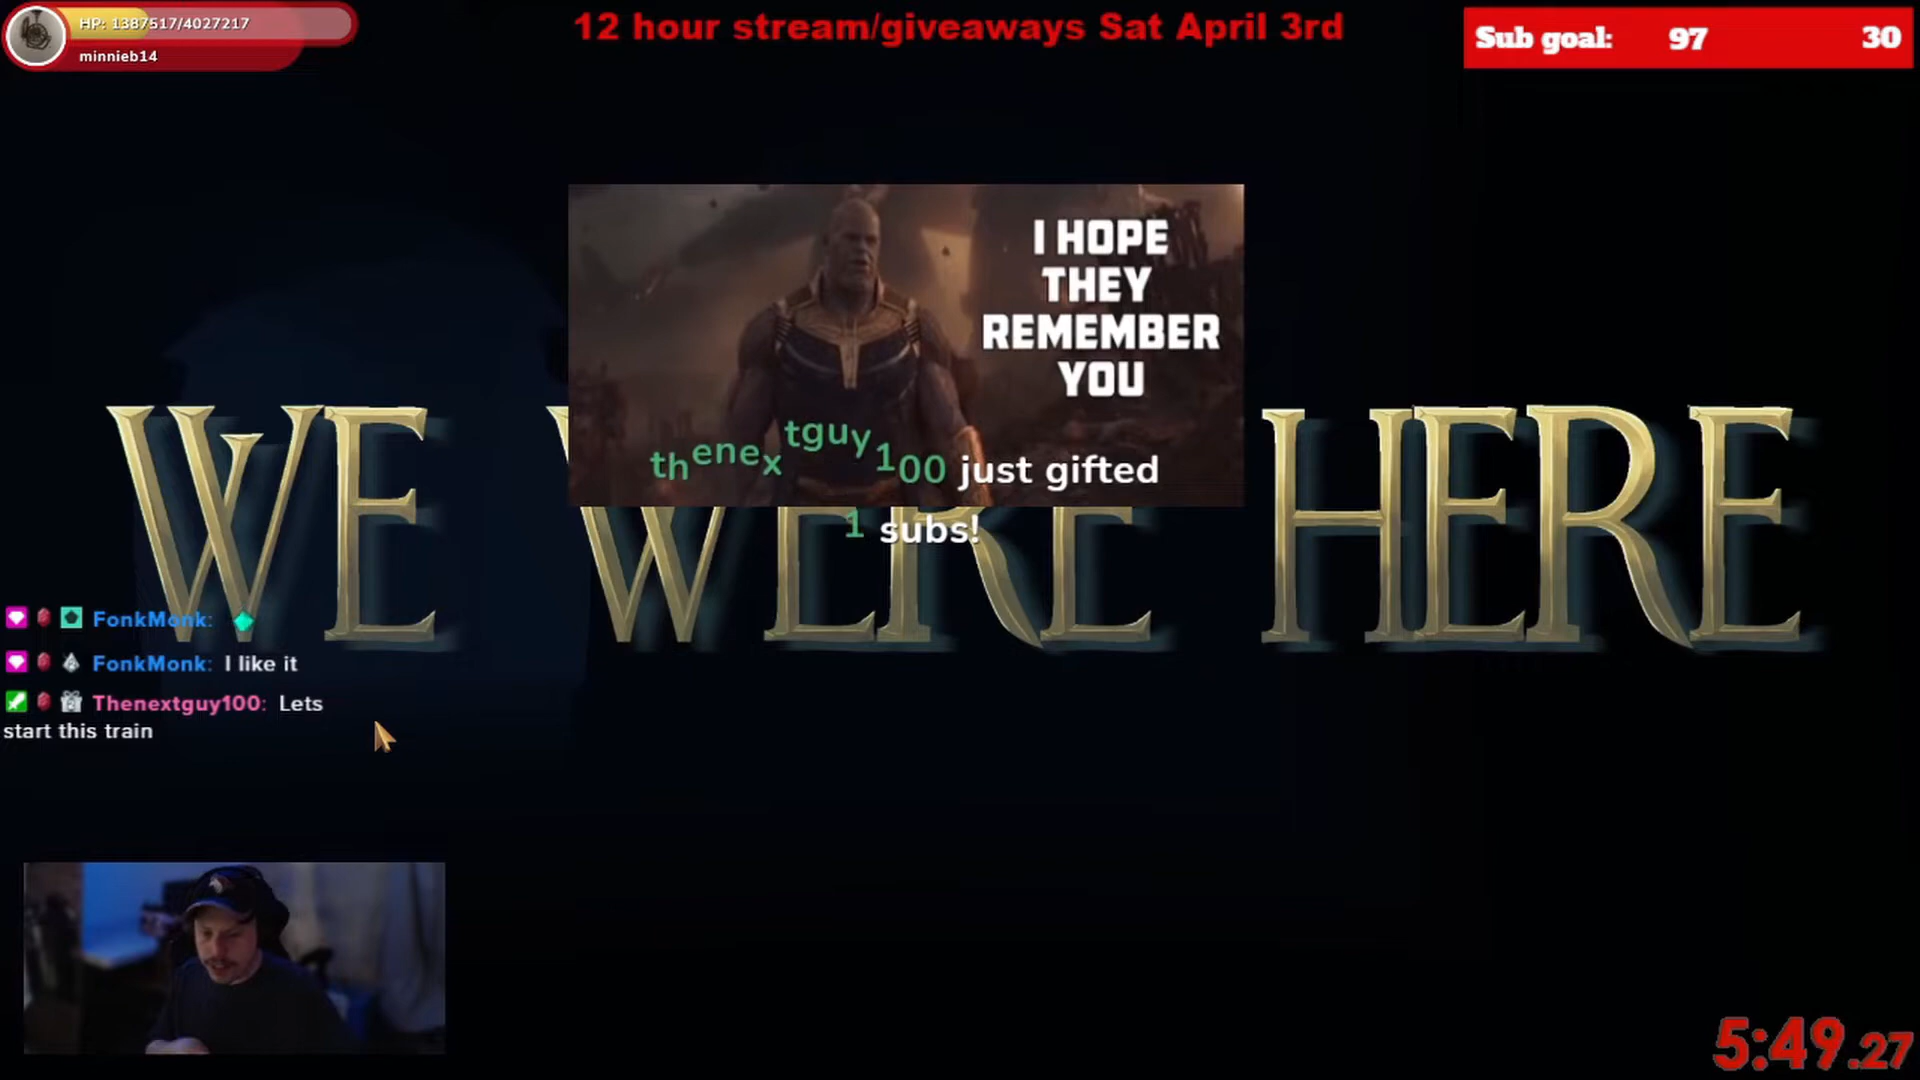 HP: 1387517/4027217
minnieb14
12 hour stream/giveaways Sat April 3rd
Sub goal: 97 30
I HOPE
THEY
REMEMBER
YOU
thenextguy100 just gifted
1 subs!
WE WERE HERE
FonkMonk:
FonkMonk: I like it
Thenextguy100: Lets
start this train
5:49.27